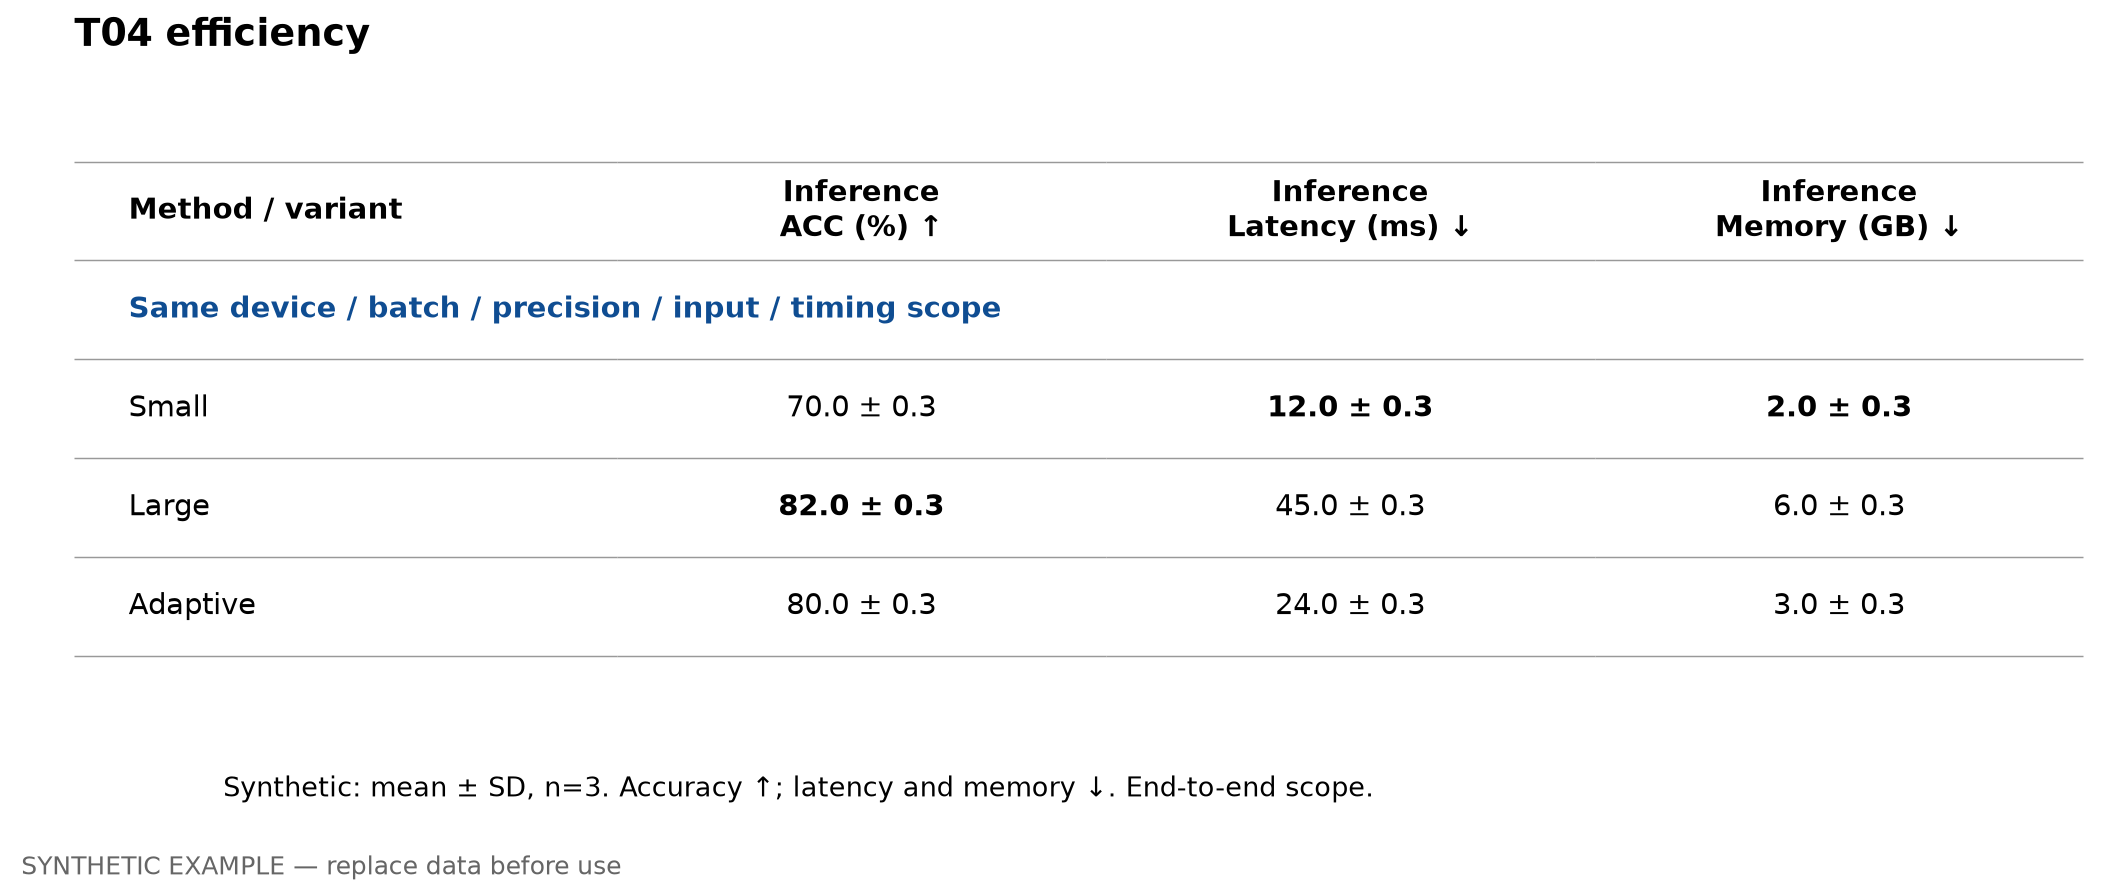 T04 efficiency
Method / variant
Inference
ACC (%) ↑
Inference
Latency (ms) ↓
Inference
Memory (GB) ↓
Same device / batch / precision / input / timing scope
Small 70.0 ± 0.3 12.0 ± 0.3 2.0 ± 0.3
Large 82.0 ± 0.3 45.0 ± 0.3 6.0 ± 0.3
Adaptive 80.0 ± 0.3 24.0 ± 0.3 3.0 ± 0.3
Synthetic: mean ± SD, n=3. Accuracy ↑; latency and memory ↓. End-to-end scope.
SYNTHETIC EXAMPLE — replace data before use